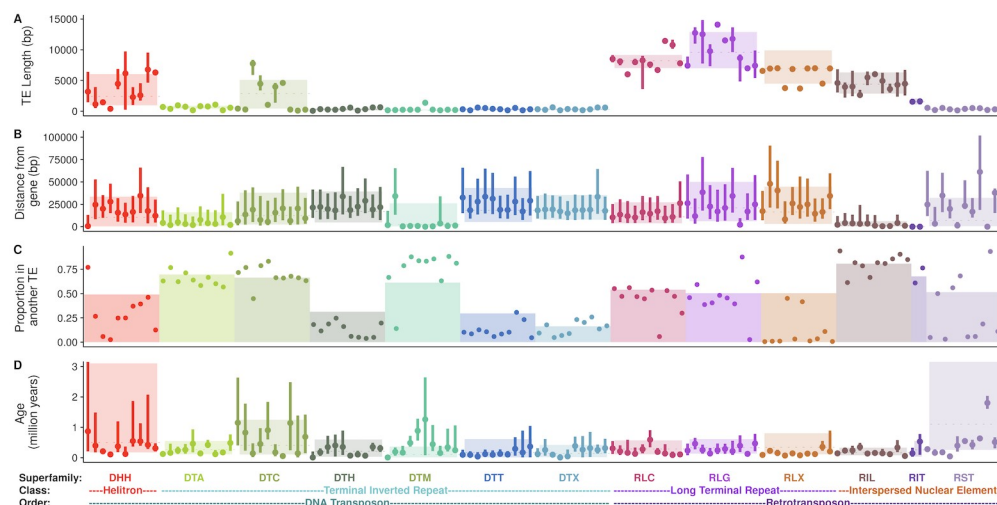 A
TE Length (bp)
15000
10000
5000
0
B
Distance from
gene (bp)
100000
75000
50000
25000
0
C
Proportion in
another TE
0.75
0.50
0.25
0.00
D
Age
(million years)
3
2
1
0
Superfamily: DHH DTA DTC DTH DTM DTT DTX RLC RLG RLX RIL RIT RST
Class: ----Helitron---- Terminal Inverted Repeat Long Terminal Repeat Interspersed Nuclear Element
Order: DNA Transposon Retrotransposon